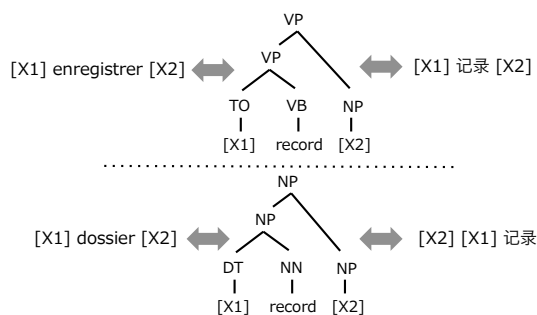 VP
[X1] enregistrer [X2] VP [X1] 记录 [X2]
TO VB NP
[X1] record [X2]
NP
NP
[X1] dossier [X2] [X2] [X1] 记录
DT NN NP
[X1] record [X2]